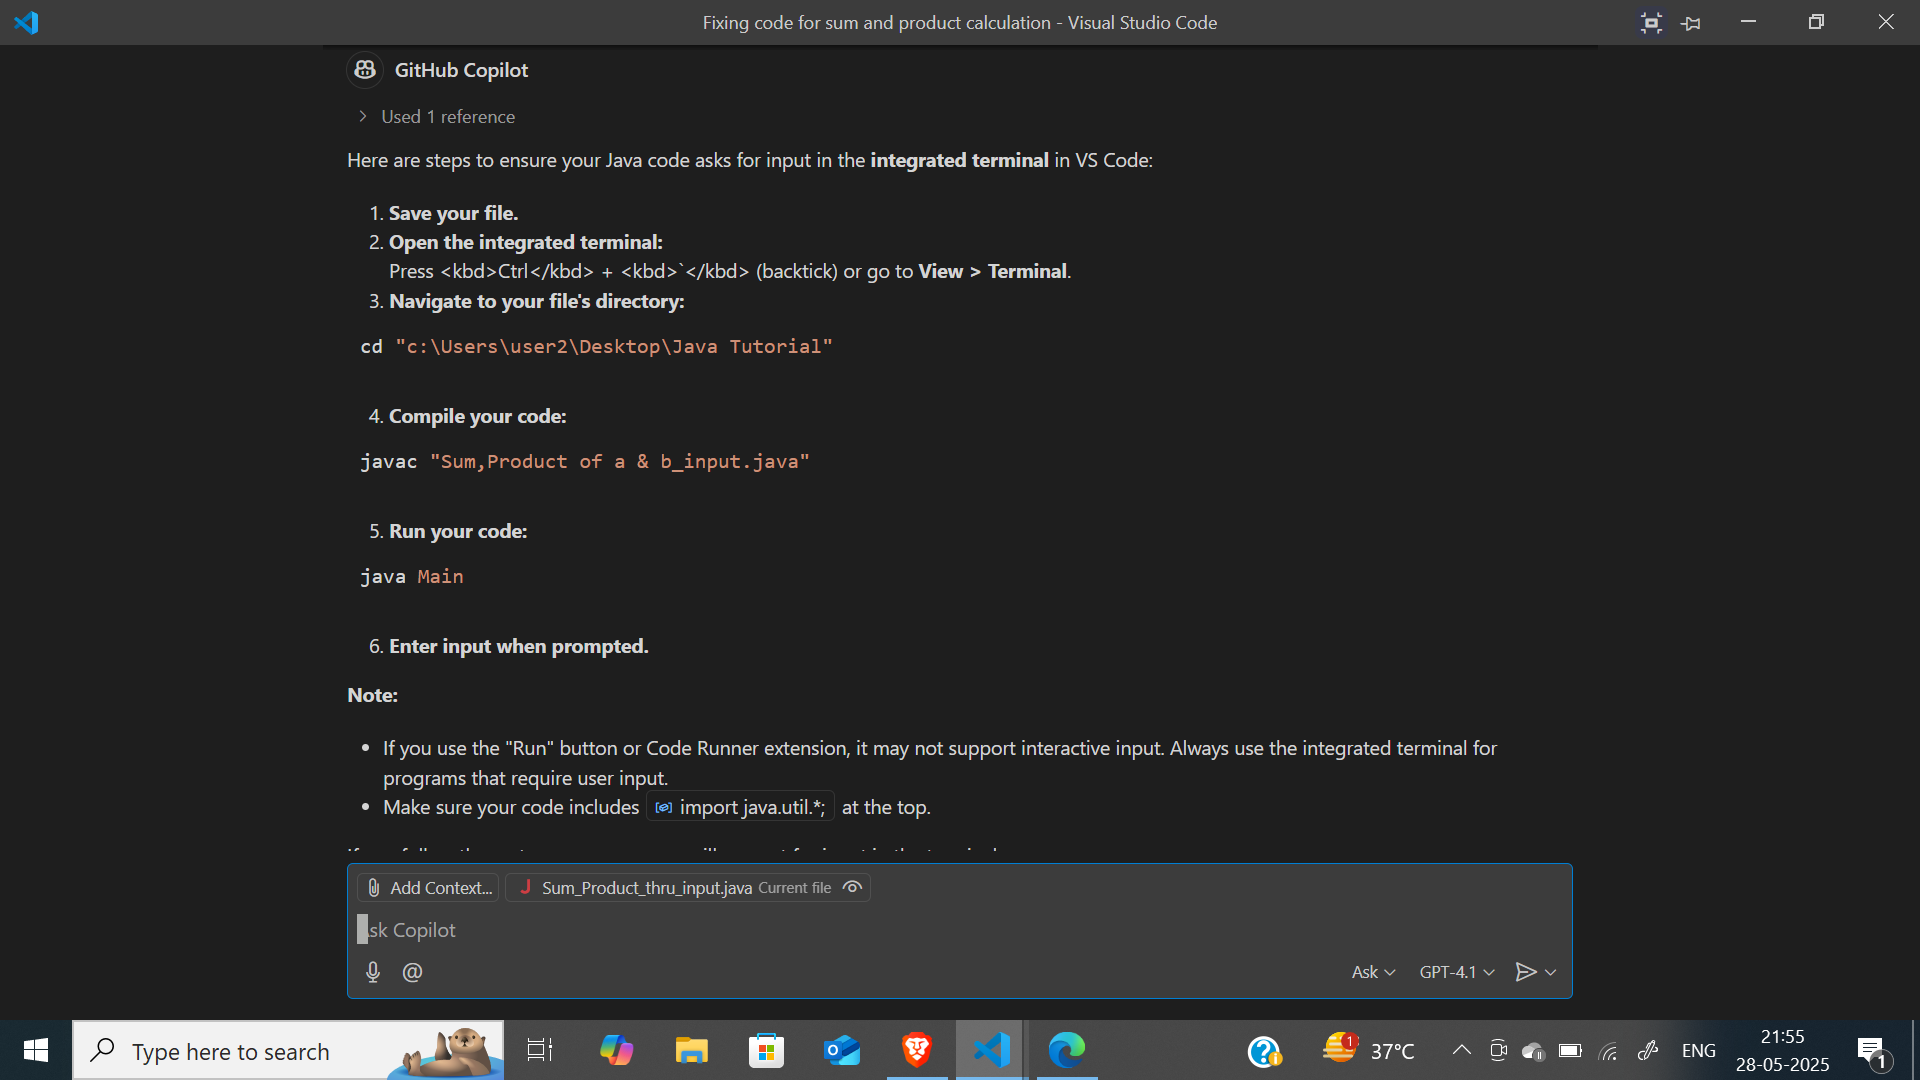 Fixing code for sum and product calculation - Visual Studio Code
GitHub Copilot
Used 1 reference
Here are steps to ensure your Java code asks for input in the integrated terminal in VS Code:
1. Save your file.
2. Open the integrated terminal:
Press <kbd>Ctrl</kbd> + <kbd>`</kbd> (backtick) or go to View > Terminal.
3. Navigate to your file's directory:
cd "c:\Users\user2\Desktop\Java Tutorial"
4. Compile your code:
javac "Sum,Product of a & b_input.java"
5. Run your code:
java Main
6. Enter input when prompted.
Note:
• If you use the "Run" button or Code Runner extension, it may not support interactive input. Always use the integrated terminal for
programs that require user input.
• Make sure your code includes import java.util.*; at the top.
Add Context... J Sum_Product_thru_input.java Current file
Ask Copilot
@ Ask GPT-4.1
Type here to search
1 37°C ENG 21:55
28-05-2025 1